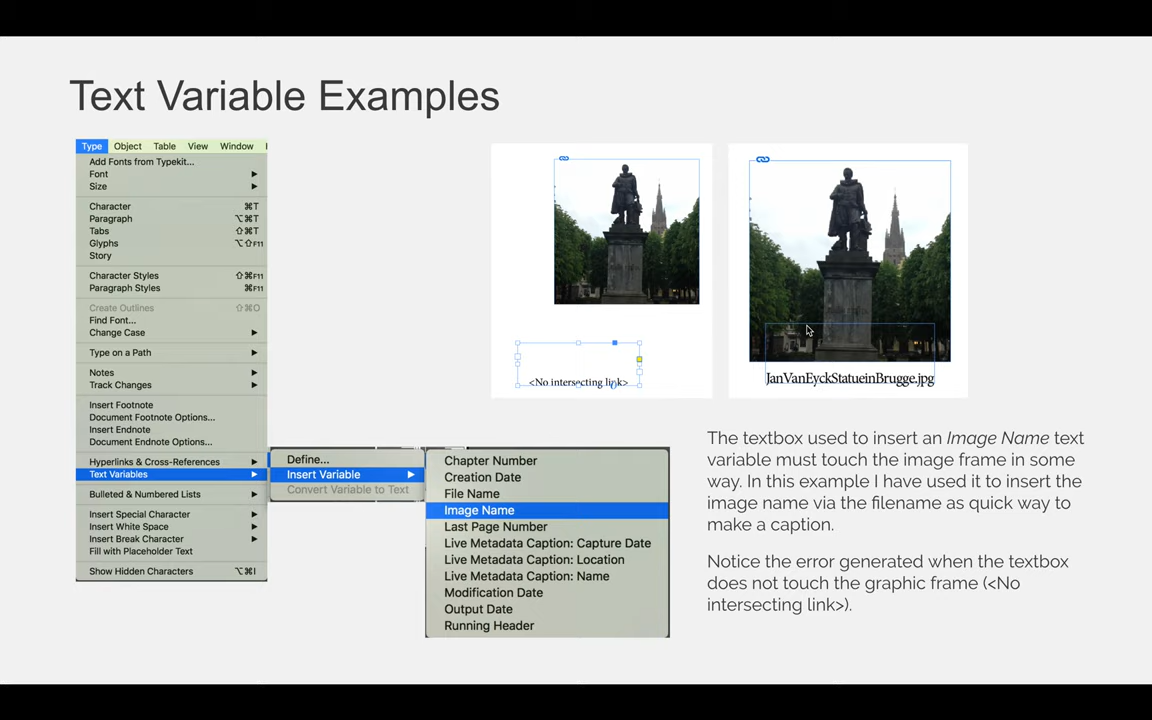 Text Variable Examples
Type Object Table View Window
Add Fonts from Typekit...
Font
Size
Character ⌘T
Paragraph ⌥⌘T
Tabs ⇧⌘T
Glyphs ⌥⇧F11
Story
Character Styles ⇧⌘F11
Paragraph Styles ⌘F11
Create Outlines ⇧⌘O
Find Font...
Change Case
Type on a Path
Notes
Track Changes
Insert Footnote
Document Footnote Options...
Insert Endnote
Document Endnote Options...
Hyperlinks & Cross-References
Text Variables
Bulleted & Numbered Lists
Insert Special Character
Insert White Space
Insert Break Character
Fill with Placeholder Text
Show Hidden Characters ⌥⌘I
Define...
Insert Variable
Convert Variable to Text
Chapter Number
Creation Date
File Name
Image Name
Last Page Number
Live Metadata Caption: Capture Date
Live Metadata Caption: Location
Live Metadata Caption: Name
Modification Date
Output Date
Running Header
<No intersecting link>
JanVanEyckStatueinBrugge.jpg
The textbox used to insert an Image Name text
variable must touch the image frame in some
way. In this example I have used it to insert the
image name via the filename as quick way to
make a caption.
Notice the error generated when the textbox
does not touch the graphic frame (<No
intersecting link>).